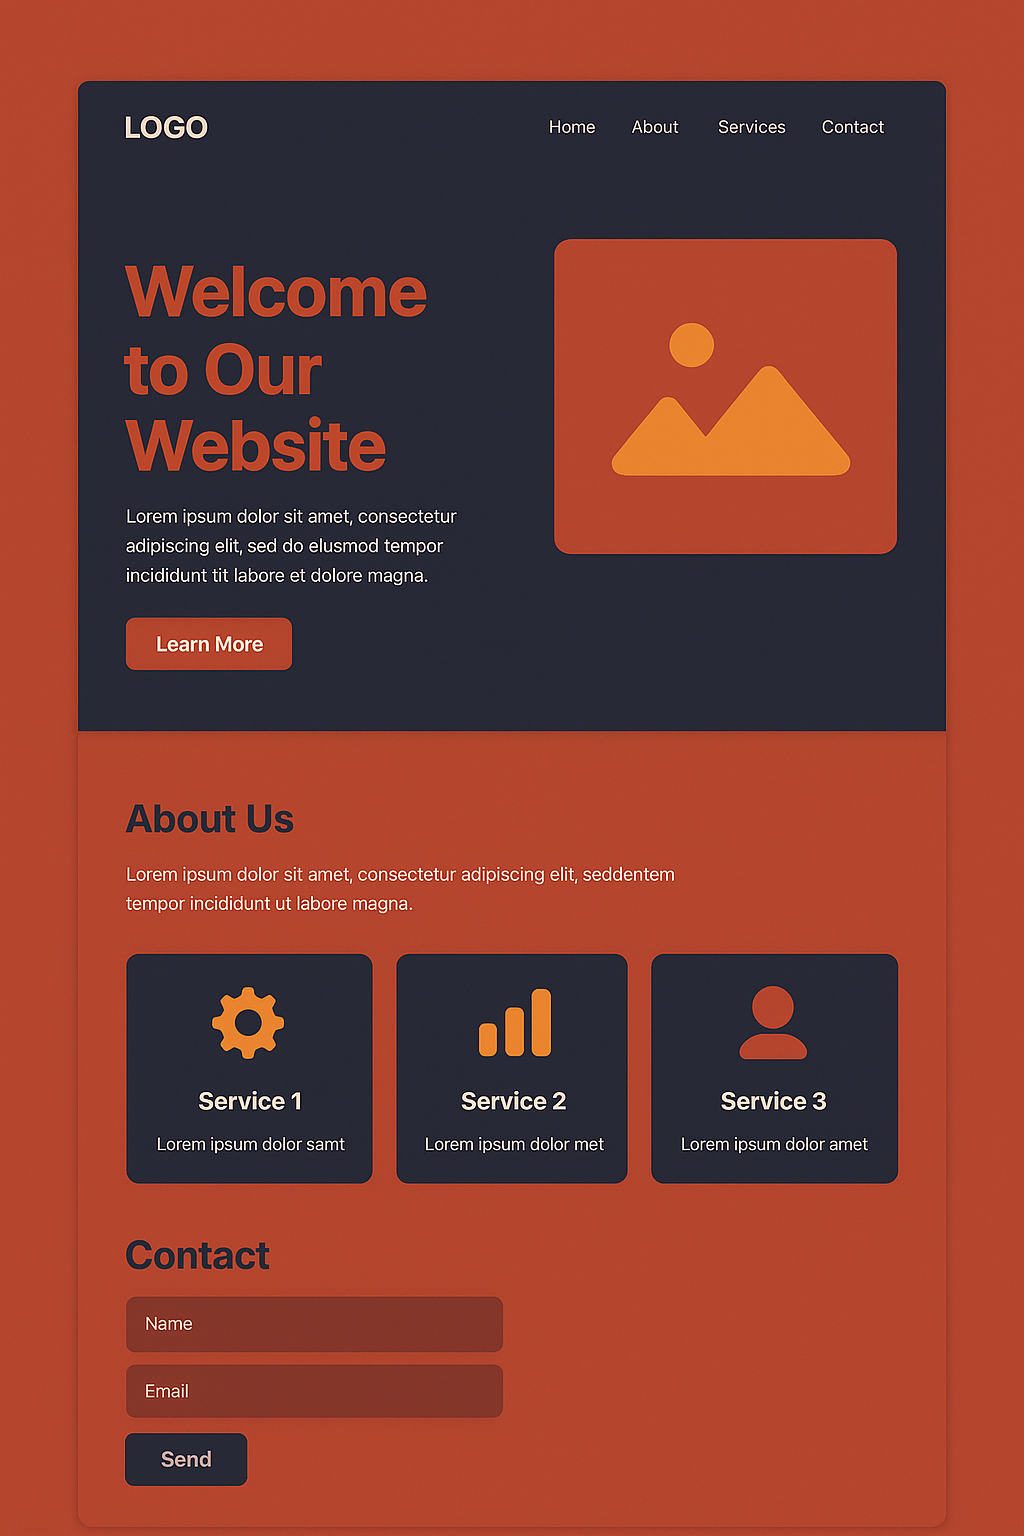 LOGO
Home About Services Contact
Welcome
to Our
Website
Lorem ipsum dolor sit amet, consectetur
adipiscing elit, sed do elusmod tempor
incididunt tit labore et dolore magna.
Learn More
About Us
Lorem ipsum dolor sit amet, consectetur adipiscing elit, seddentem
tempor incididunt ut labore magna.
Service 1
Lorem ipsum dolor samt
Service 2
Lorem ipsum dolor met
Service 3
Lorem ipsum dolor amet
Contact
Name
Email
Send